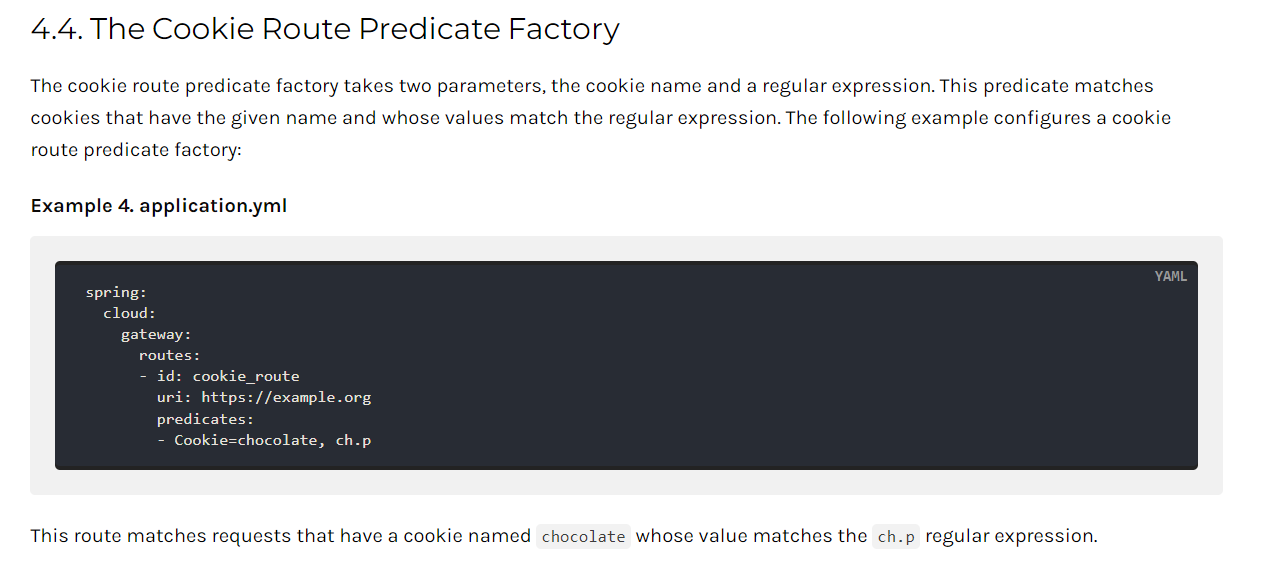 4.4. The Cookie Route Predicate Factory
The cookie route predicate factory takes two parameters, the cookie name and a regular expression. This predicate matches
cookies that have the given name and whose values match the regular expression. The following example configures a cookie
route predicate factory:
Example 4. application.yml
YAML
spring:
  cloud:
    gateway:
      routes:
      - id: cookie_route
        uri: https://example.org
        predicates:
        - Cookie=chocolate, ch.p
This route matches requests that have a cookie named chocolate whose value matches the ch.p regular expression.